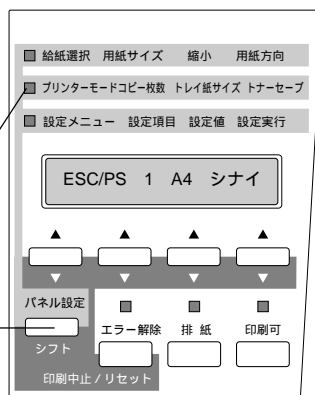 給紙選択 用紙サイズ 縮小 用紙方向
プリンターモード コピー枚数 トレイ紙サイズ トナーセーブ
設定メニュー 設定項目 設定値 設定実行
ESC/PS 1 A4 シナイ
パネル設定
エラー解除 排 紙 印刷可
シフト
印刷中止/リセット